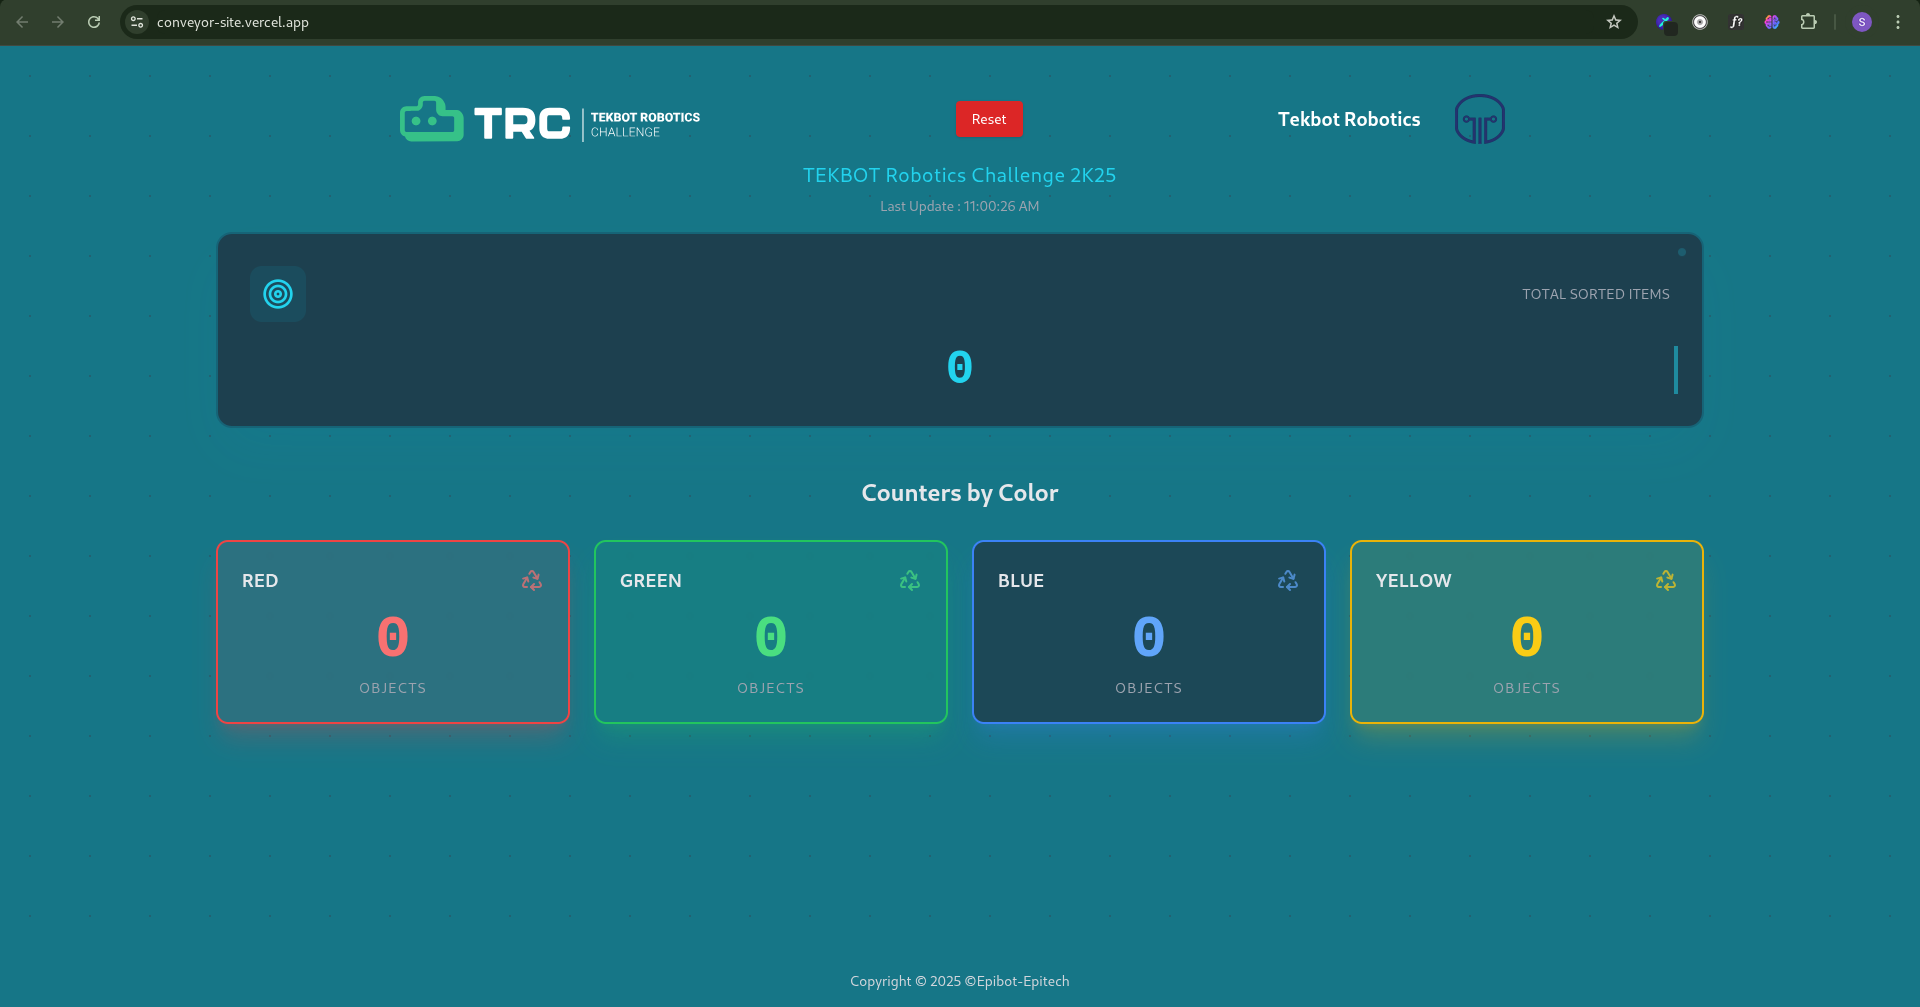 conveyor-site.vercel.app
S
TRC
TEKBOT ROBOTICS
CHALLENGE
Reset
Tekbot Robotics
TEKBOT Robotics Challenge 2K25
Last Update : 11:00:26 AM
TOTAL SORTED ITEMS
0
Counters by Color
RED
0
OBJECTS
GREEN
0
OBJECTS
BLUE
0
OBJECTS
YELLOW
0
OBJECTS
Copyright © 2025 ©Epibot-Epitech